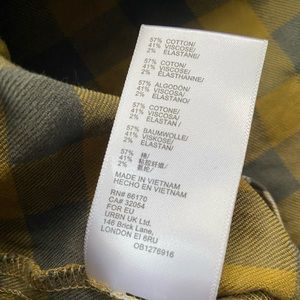 57% COTTON/
41% VISCOSE/
2% ELASTANE/
57% COTON/
41% VISCOSE/
2% ELASTHANNE/
57% ALGODÓN/
41% VISCOSA/
2% ELASTANO/
57% COTONE/
41% VISCOSA/
2% ELASTAN/
57% BAUMWOLLE/
41% VISKOSE/
2% ELASTAN/
57% 棉/
41% 粘胶纤维/
2% 氨纶/
MADE IN VIETNAM
HECHO EN VIETNAM
RN# 66170
CA# 32054
FOR EU
URBN UK Ltd.
146 Brick Lane,
LONDON E1 6RU
OB1276916